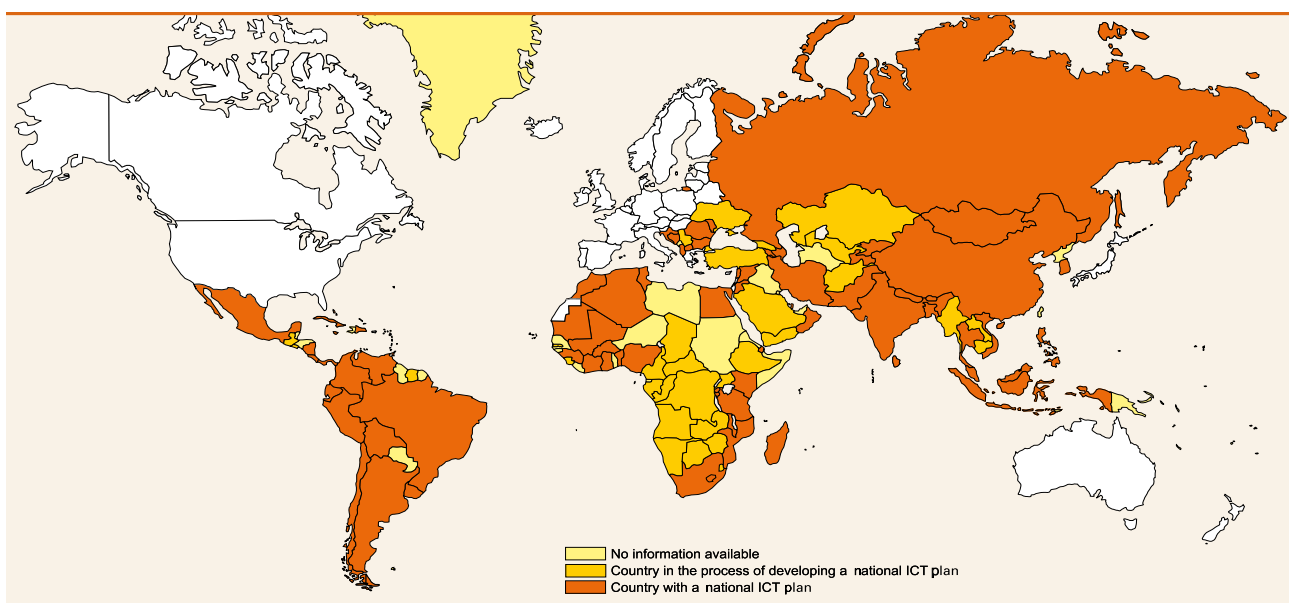 No information available
Country in the process of developing a national ICT plan
Country with a national ICT plan